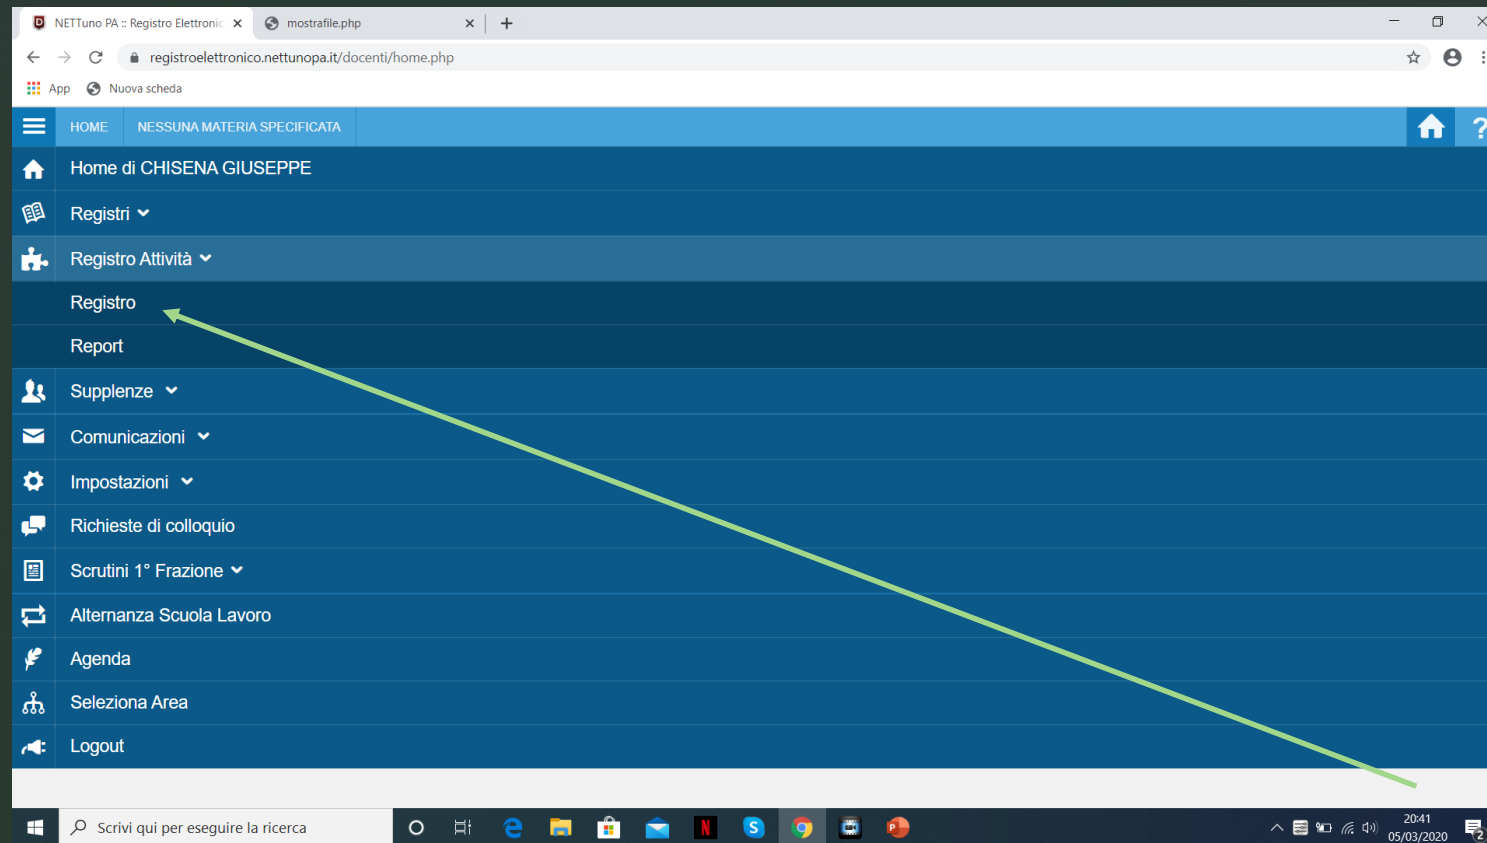 NETTuno PA :: Registro Elettronic
mostrafile.php
registroelettronico.nettunopa.it/docenti/home.php
App Nuova scheda
HOME NESSUNA MATERIA SPECIFICATA ?
Home di CHISENA GIUSEPPE
Registri
Registro Attività
Registro
Report
Supplenze
Comunicazioni
Impostazioni
Richieste di colloquio
Scrutini 1° Frazione
Alternanza Scuola Lavoro
Agenda
Seleziona Area
Logout
Scrivi qui per eseguire la ricerca
20:41
05/03/2020
2